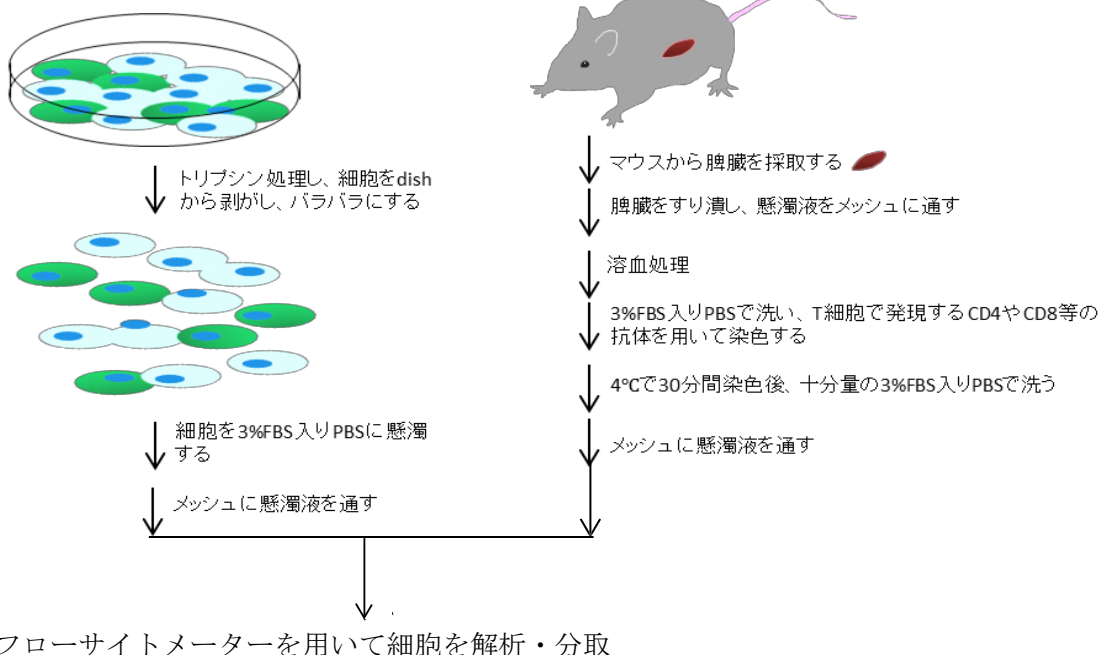 トリプシン処理し、細胞をdish
から剥がし、バラバラにする
細胞を3%FBS入りPBSに懸濁
する
メッシュに懸濁液を通す
マウスから脾臓を採取する
脾臓をすり潰し、懸濁液をメッシュに通す
溶血処理
3%FBS入りPBSで洗い、T細胞で発現するCD4やCD8等の
抗体を用いて染色する
4℃で30分間染色後、十分量の3%FBS入りPBSで洗う
メッシュに懸濁液を通す
フローサイトメーターを用いて細胞を解析・分取